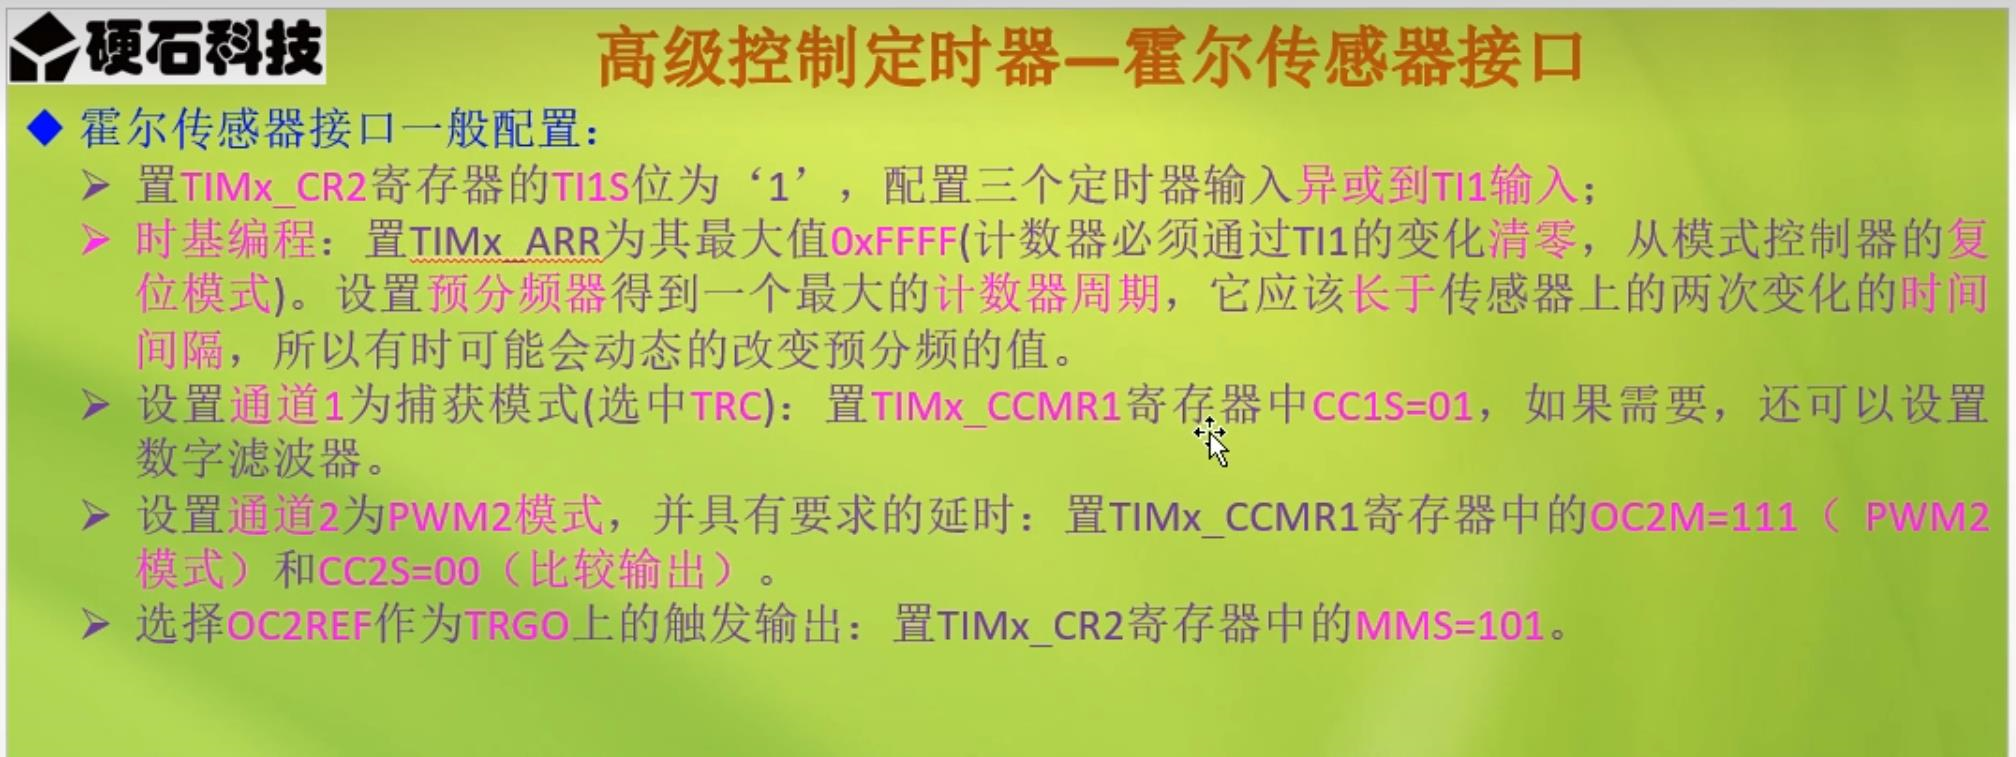 硬石科技
高级控制定时器—霍尔传感器接口
霍尔传感器接口一般配置：
置TIMx_CR2寄存器的TI1S位为‘1’，配置三个定时器输入异或到TI1输入；
时基编程：置TIMx_ARR为其最大值0xFFFF(计数器必须通过TI1的变化清零，从模式控制器的复
位模式)。设置预分频器得到一个最大的计数器周期，它应该长于传感器上的两次变化的时间
间隔，所以有时可能会动态的改变预分频的值。
设置通道1为捕获模式(选中TRC)：置TIMx_CCMR1寄存器中CC1S=01，如果需要，还可以设置
数字滤波器。
设置通道2为PWM2模式，并具有要求的延时：置TIMx_CCMR1寄存器中的OC2M=111（ PWM2
模式）和CC2S=00（比较输出）。
选择OC2REF作为TRGO上的触发输出：置TIMx_CR2寄存器中的MMS=101。